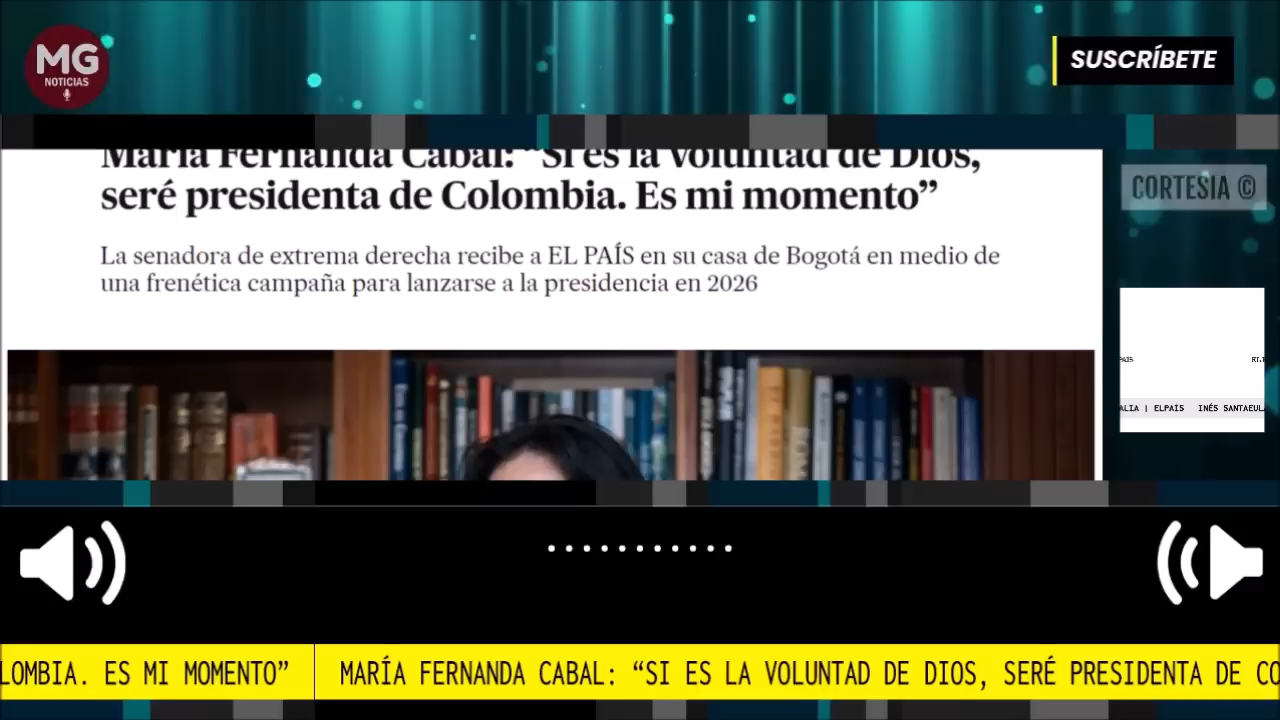 MG
NOTICIAS
SUSCRÍBETE
María Fernanda Cabal: “Si es la voluntad de Dios,
seré presidenta de Colombia. Es mi momento”
CORTESIA ©
La senadora de extrema derecha recibe a EL PAÍS en su casa de Bogotá en medio de
una frenética campaña para lanzarse a la presidencia en 2026
ALIA | ELPAÍS INÉS SANTAEUL
LOMBIA. ES MI MOMENTO”
MARÍA FERNANDA CABAL: “SI ES LA VOLUNTAD DE DIOS, SERÉ PRESIDENTA DE CO